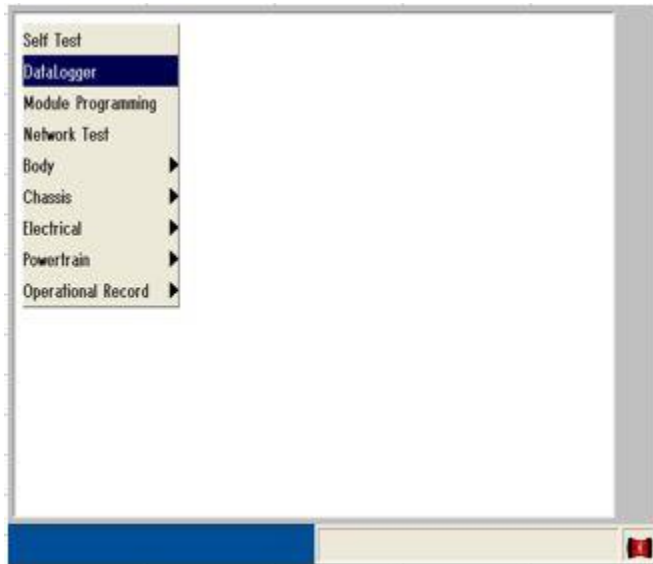 Self Test
DataLogger
Module Programming
Network Test
Body
Chassis
Electrical
Powertrain
Operational Record